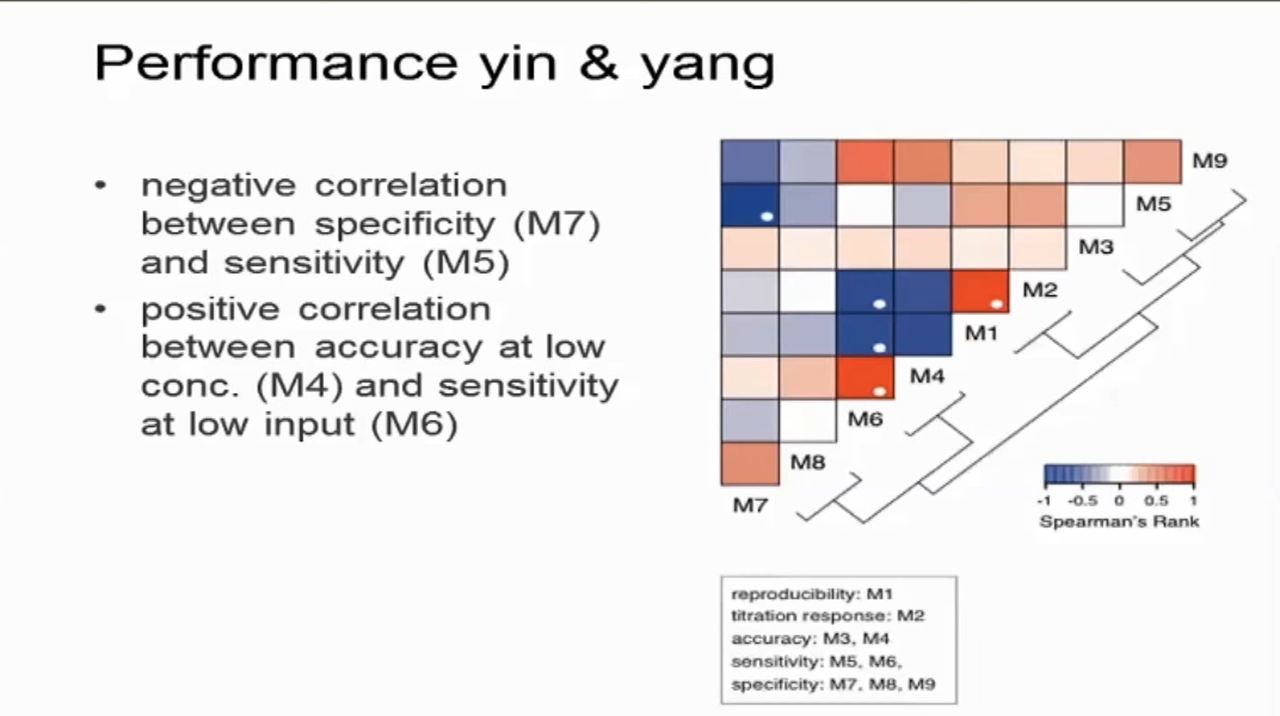 Performance yin & yang
• negative correlation
between specificity (M7)
and sensitivity (M5)
• positive correlation
between accuracy at low
conc. (M4) and sensitivity
at low input (M6)
M9
M5
M3
M2
M1
M4
M6
M8
M7
-1 -0.5 0 0.5 1
Spearman's Rank
reproducibility: M1
titration response: M2
accuracy: M3, M4
sensitivity: M5, M6,
specificity: M7, M8, M9